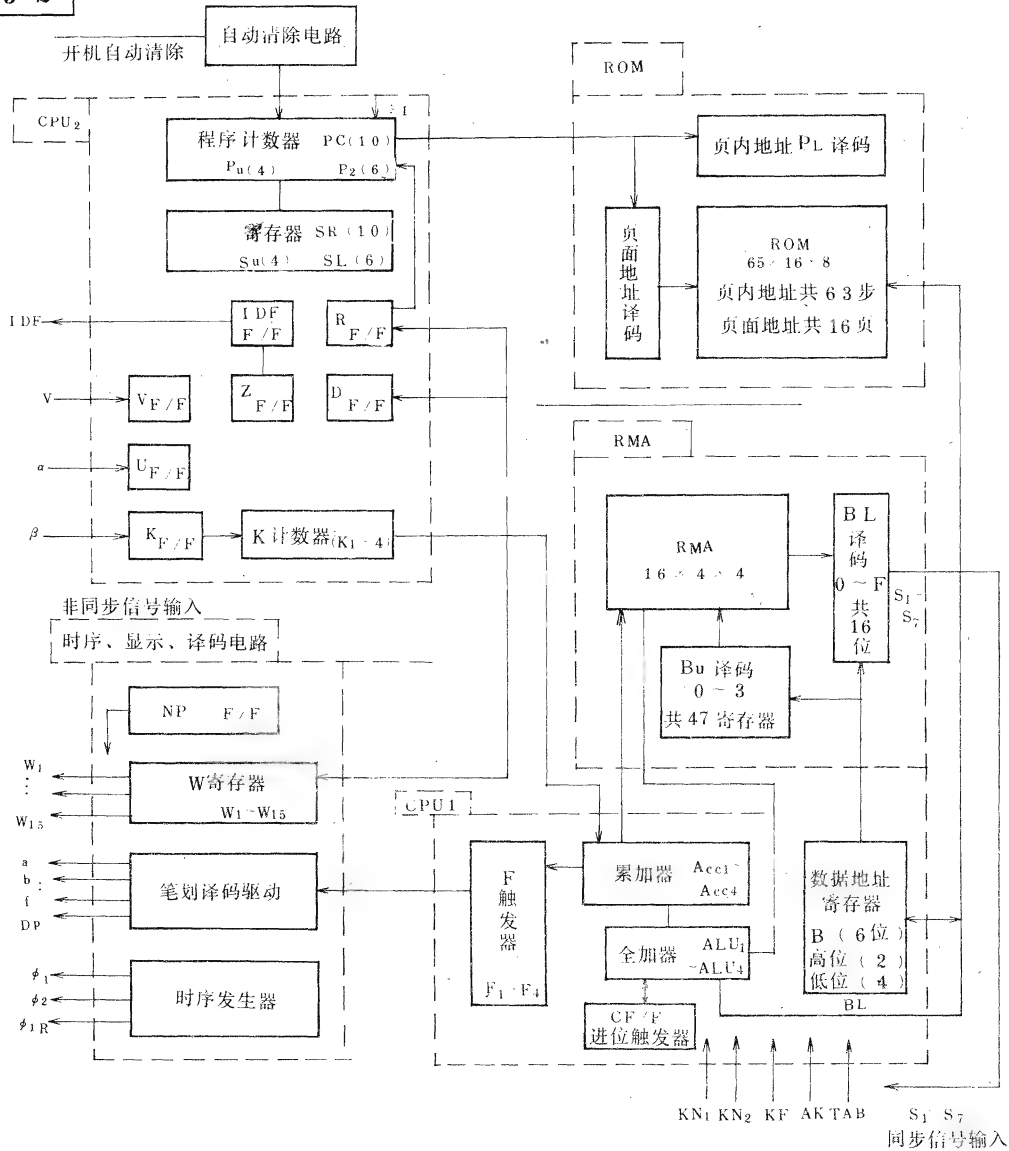 自动清除电路
开机自动清除
ROM
CPU₂
程序计数器 PC(10)
Pu(4) P₂(6)
页内地址 PL 译码
寄存器 SR(10)
Su(4) SL(6)
页面地址译码
ROM
65×16×8
页内地址共63步
页面地址共16页
IDF
IDF
F/F
R F/F
V
V F/F
Z F/F
D F/F
RMA
α
U F/F
β
K F/F
K计数器(K₁-4)
RMA
16×4×4
BL译码
0~F
共16位
S₁-
S₇
非同步信号输入
时序、显示、译码电路
Bu 译码
0~3
共47寄存器
NP F/F
W₁
⋮
W₁₅
W寄存器
W₁~W₁₅
CPU1
a
b
⋮
f
DP
笔划译码驱动
F触发器
F₁-F₄
累加器 Acc1~
Acc4
数据地址
寄存器
B(6位)
高位(2)
低位(4)
BL
全加器 ALU₁
~ALU₄
φ₁
φ₂
φ₁R
时序发生器
CF/F
进位触发器
KN₁ KN₂ KF AK TAB S₁ S₇
同步信号输入